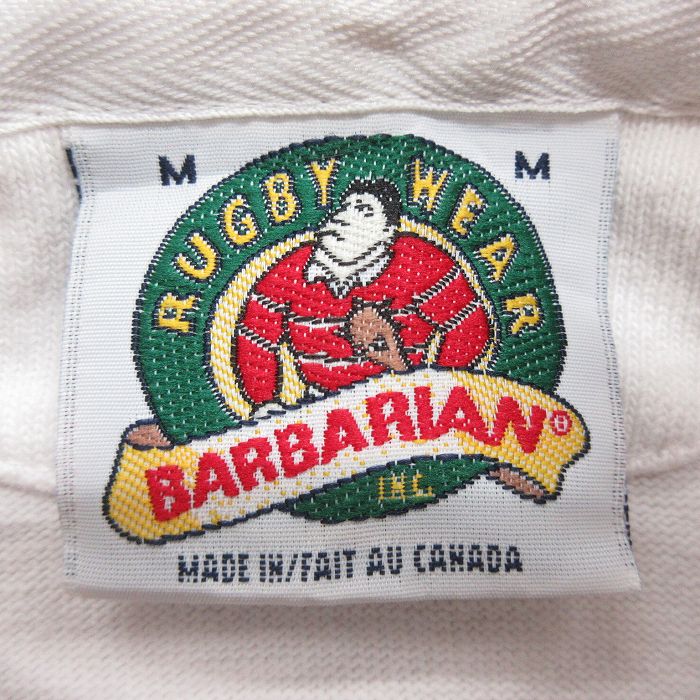 M M
RUGBY WEAR
BARBARIAN®
INC.
MADE IN/FAIT AU CANADA